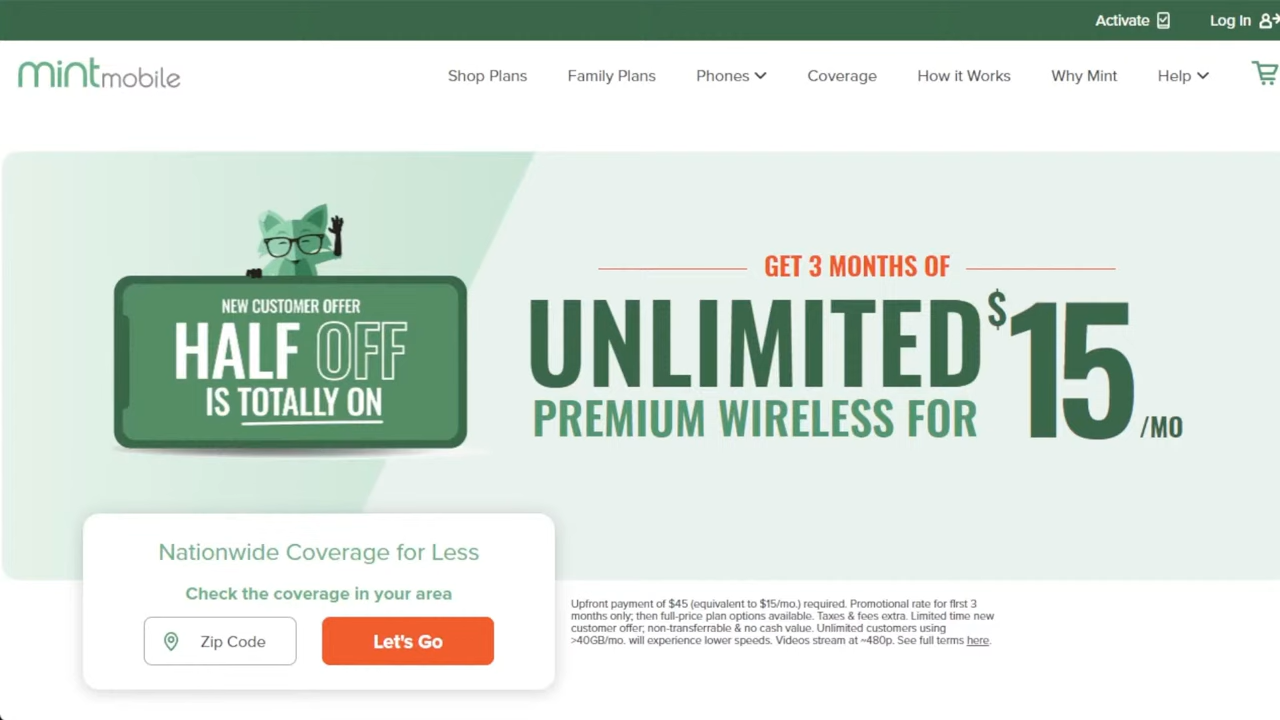 Activate
Log In
mint mobile
Shop Plans
Family Plans
Phones
Coverage
How it Works
Why Mint
Help
NEW CUSTOMER OFFER
HALF OFF
IS TOTALLY ON
GET 3 MONTHS OF
UNLIMITED $15
PREMIUM WIRELESS FOR
/MO
Nationwide Coverage for Less
Check the coverage in your area
Zip Code
Let's Go
Upfront payment of $45 (equivalent to $15/mo.) required. Promotional rate for first 3
months only; then full-price plan options available. Taxes & fees extra. Limited time new
customer offer; non-transferrable & no cash value. Unlimited customers using
>40GB/mo. will experience lower speeds. Videos stream at ~480p. See full terms here.